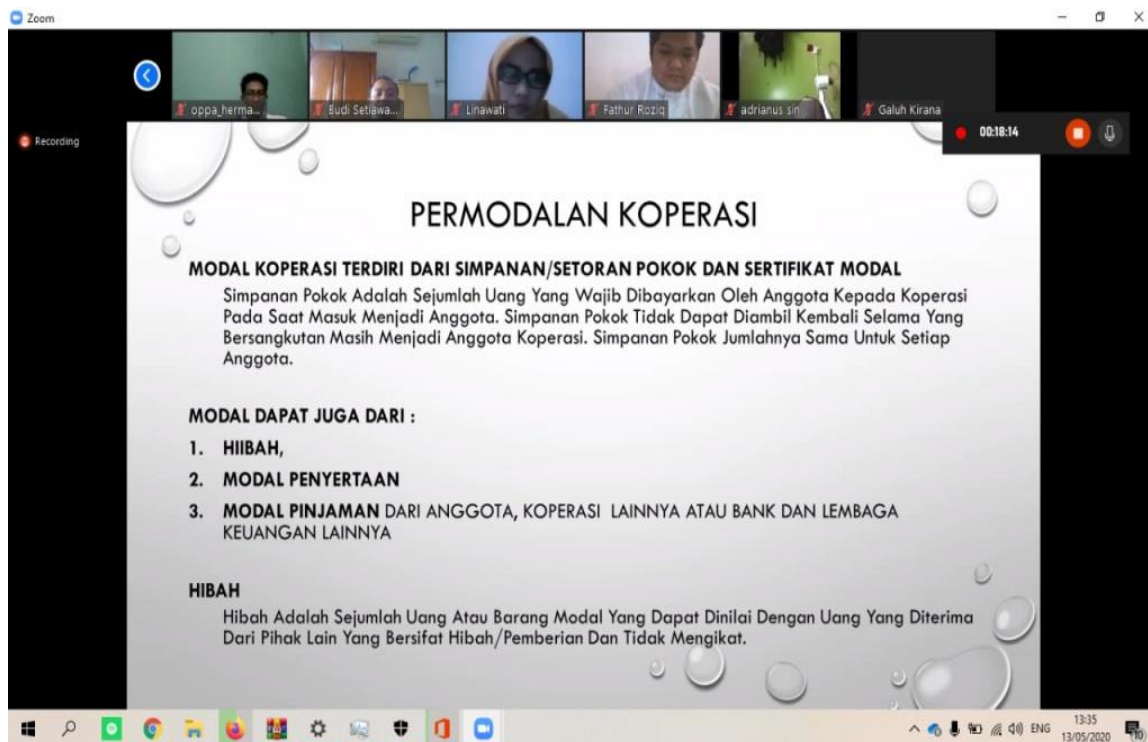 Zoom
oppa_herma...
Budi Setiawa...
Linawati
Fathur Roziq
adrianus sin
Galuh Kirana
Recording
00:18:14
PERMODALAN KOPERASI
MODAL KOPERASI TERDIRI DARI SIMPANAN/SETORAN POKOK DAN SERTIFIKAT MODAL
Simpanan Pokok Adalah Sejumlah Uang Yang Wajib Dibayarkan Oleh Anggota Kepada Koperasi
Pada Saat Masuk Menjadi Anggota. Simpanan Pokok Tidak Dapat Diambil Kembali Selama Yang
Bersangkutan Masih Menjadi Anggota Koperasi. Simpanan Pokok Jumlahnya Sama Untuk Setiap
Anggota.
MODAL DAPAT JUGA DARI :
1. HIIBAH,
2. MODAL PENYERTAAN
3. MODAL PINJAMAN DARI ANGGOTA, KOPERASI LAINNYA ATAU BANK DAN LEMBAGA
KEUANGAN LAINNYA
HIBAH
Hibah Adalah Sejumlah Uang Atau Barang Modal Yang Dapat Dinilai Dengan Uang Yang Diterima
Dari Pihak Lain Yang Bersifat Hibah/Pemberian Dan Tidak Mengikat.
ENG
13:35
13/05/2020